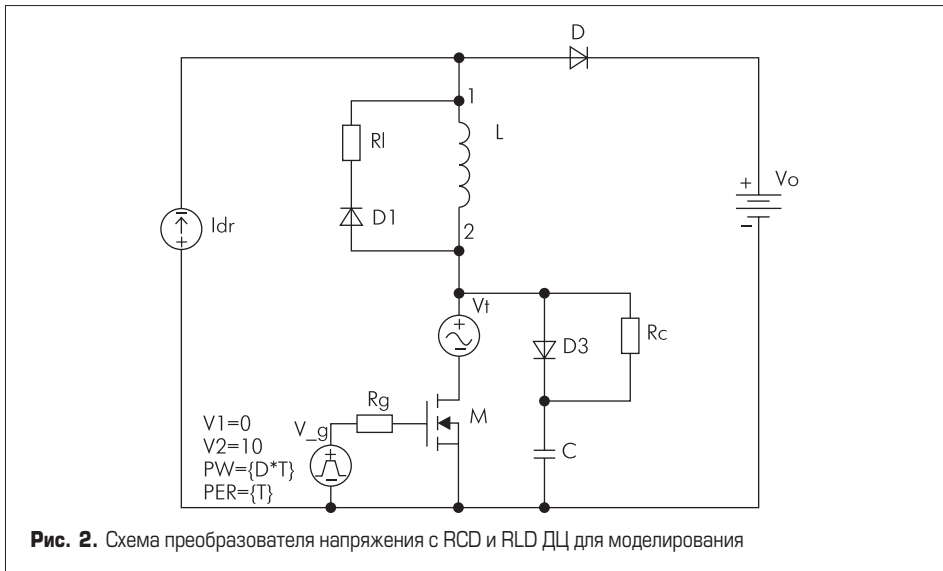 D
1
L
Rl
D1
2
Idr
+
Vo
-
-
+
Vt
+
-
D3
Rc
Rg
M
V1=0
V2=10
PW={D*T}
PER={T}
V_g
+
-
C
Рис. 2. Схема преобразователя напряжения с RCD и RLD ДЦ для моделирования